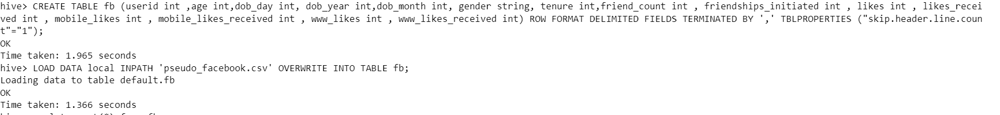 hive> CREATE TABLE fb (userid int ,age int,dob_day int, dob_year int,dob_month int, gender string, tenure int,friend_count int , friendships_initiated int , likes int , likes_recei
ved int , mobile_likes int , mobile_likes_received int , www_likes int , www_likes_received int) ROW FORMAT DELIMITED FIELDS TERMINATED BY ',' TBLPROPERTIES ("skip.header.line.coun
t"="1");
OK
Time taken: 1.965 seconds
hive> LOAD DATA local INPATH 'pseudo_facebook.csv' OVERWRITE INTO TABLE fb;
Loading data to table default.fb
OK
Time taken: 1.366 seconds